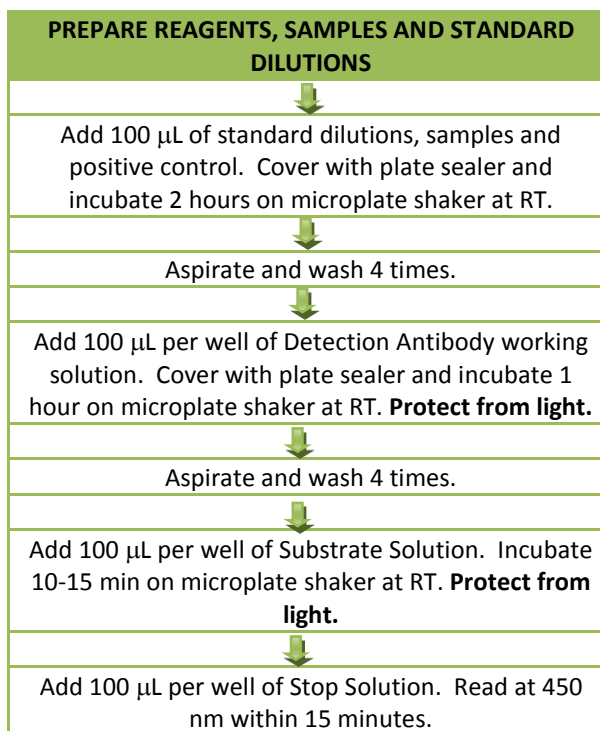 PREPARE REAGENTS, SAMPLES AND STANDARD
DILUTIONS
Add 100 µL of standard dilutions, samples and
positive control.  Cover with plate sealer and
incubate 2 hours on microplate shaker at RT.
Aspirate and wash 4 times.
Add 100 µL per well of Detection Antibody working
solution.  Cover with plate sealer and incubate 1
hour on microplate shaker at RT. Protect from light.
Aspirate and wash 4 times.
Add 100 µL per well of Substrate Solution.  Incubate
10-15 min on microplate shaker at RT. Protect from
light.
Add 100 µL per well of Stop Solution.  Read at 450
nm within 15 minutes.